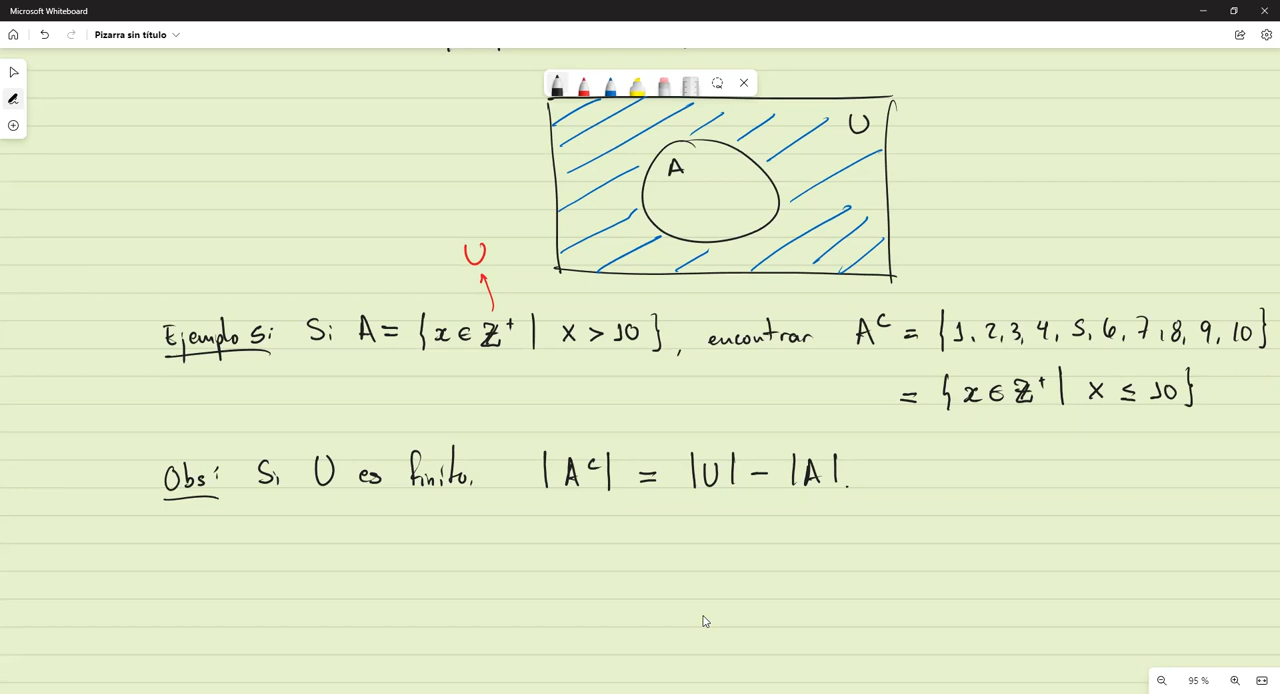 Microsoft Whiteboard
Pizarra sin título
U
A
U
Ejemplo 5: Si A = {x ∈ ℤ⁺ | x > 10}, encontrar Aᶜ = {1, 2, 3, 4, 5, 6, 7, 8, 9, 10}
= {x ∈ ℤ⁺ | x ≤ 10}
Obs: Si U es finito. |Aᶜ| = |U| − |A|.
95 %